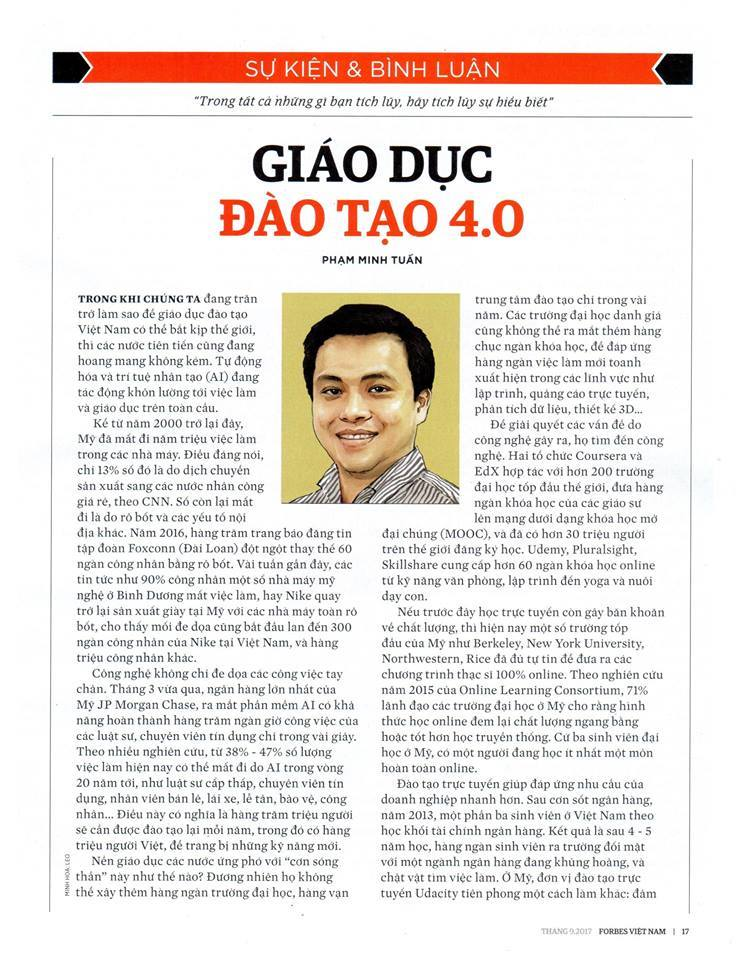 SỰ KIỆN & BÌNH LUẬN
“Trong tất cả những gì bạn tích lũy, hãy tích lũy sự hiểu biết”
GIÁO DỤC
ĐÀO TẠO 4.0
PHẠM MINH TUẤN
TRONG KHI CHÚNG TA đang trăn
trở làm sao để giáo dục đào tạo
Việt Nam có thể bắt kịp thế giới,
thì các nước tiên tiến cũng đang
hoang mang không kém. Tự động
hóa và trí tuệ nhân tạo (AI) đang
tác động khôn lường tới việc làm
và giáo dục trên toàn cầu.
Kể từ năm 2000 trở lại đây,
Mỹ đã mất đi năm triệu việc làm
trong các nhà máy. Điều đáng nói,
chỉ 13% số đó là do dịch chuyển
sản xuất sang các nước nhân công
giá rẻ, theo CNN. Số còn lại mất
đi là do rô bốt và các yếu tố nội
địa khác. Năm 2016, hàng trăm trang báo đăng tin
tập đoàn Foxconn (Đài Loan) đột ngột thay thế 60
ngàn công nhân bằng rô bốt. Vài tuần gần đây, các
tin tức như 90% công nhân một số nhà máy mỹ
nghệ ở Bình Dương mất việc làm, hay Nike quay
trở lại sản xuất giày tại Mỹ với các nhà máy toàn rô
bốt, cho thấy mối đe dọa cũng bắt đầu lan đến 300
ngàn công nhân của Nike tại Việt Nam, và hàng
triệu công nhân khác.
Công nghệ không chỉ đe dọa các công việc tay
chân. Tháng 3 vừa qua, ngân hàng lớn nhất của
Mỹ JP Morgan Chase, ra mắt phần mềm AI có khả
năng hoàn thành hàng trăm ngàn giờ công việc của
các luật sư, chuyên viên tín dụng chỉ trong vài giây.
Theo nhiều nghiên cứu, từ 38% - 47% số lượng
việc làm hiện nay có thể mất đi do AI trong vòng
20 năm tới, như luật sư cấp thấp, chuyên viên tín
dụng, nhân viên bán lẻ, lái xe, lễ tân, bảo vệ, công
nhân... Điều này có nghĩa là hàng trăm triệu người
sẽ cần được đào tạo lại mỗi năm, trong đó có hàng
triệu người Việt, để trang bị những kỹ năng mới.
Nền giáo dục các nước ứng phó với “cơn sóng
thần” này như thế nào? Đương nhiên họ không
thể xây thêm hàng ngàn trường đại học, hàng vạn
MINH HỌA: LEO
trung tâm đào tạo chỉ trong vài
năm. Các trường đại học danh giá
cũng không thể ra mắt thêm hàng
chục ngàn khóa học, để đáp ứng
hàng ngàn việc làm mới toanh
xuất hiện trong các lĩnh vực như
lập trình, quảng cáo trực tuyến,
phân tích dữ liệu, thiết kế 3D...
Để giải quyết các vấn đề do
công nghệ gây ra, họ tìm đến công
nghệ. Hai tổ chức Coursera và
EdX hợp tác với hơn 200 trường
đại học tốp đầu thế giới, đưa hàng
ngàn khóa học của các giáo sư
lên mạng dưới dạng khóa học mở
đại chúng (MOOC), và đã có hơn 30 triệu người
trên thế giới đăng ký học. Udemy, Pluralsight,
Skillshare cung cấp hơn 60 ngàn khóa học online
từ kỹ năng văn phòng, lập trình đến yoga và nuôi
dạy con.
Nếu trước đây học trực tuyến còn gây băn khoăn
về chất lượng, thì hiện nay một số trường tốp
đầu của Mỹ như Berkeley, New York University,
Northwestern, Rice đã đủ tự tin để đưa ra các
chương trình thạc sĩ 100% online. Theo nghiên cứu
năm 2015 của Online Learning Consortium, 71%
lãnh đạo các trường đại học ở Mỹ cho rằng hình
thức học online đem lại chất lượng ngang bằng
hoặc tốt hơn học truyền thống. Cứ ba sinh viên đại
học ở Mỹ, có một người đang học ít nhất một môn
hoàn toàn online.
Đào tạo trực tuyến giúp đáp ứng nhu cầu của
doanh nghiệp nhanh hơn. Sau cơn sốt ngân hàng,
năm 2013, một phần ba sinh viên ở Việt Nam theo
học khối tài chính ngân hàng. Kết quả là sau 4 - 5
năm học, hàng ngàn sinh viên ra trường đối mặt
với một ngành ngân hàng đang khủng hoảng, và
chật vật tìm việc làm. Ở Mỹ, đơn vị đào tạo trực
tuyến Udacity tiên phong một cách làm khác: đảm
THÁNG 9.2017 FORBES VIỆT NAM | 17